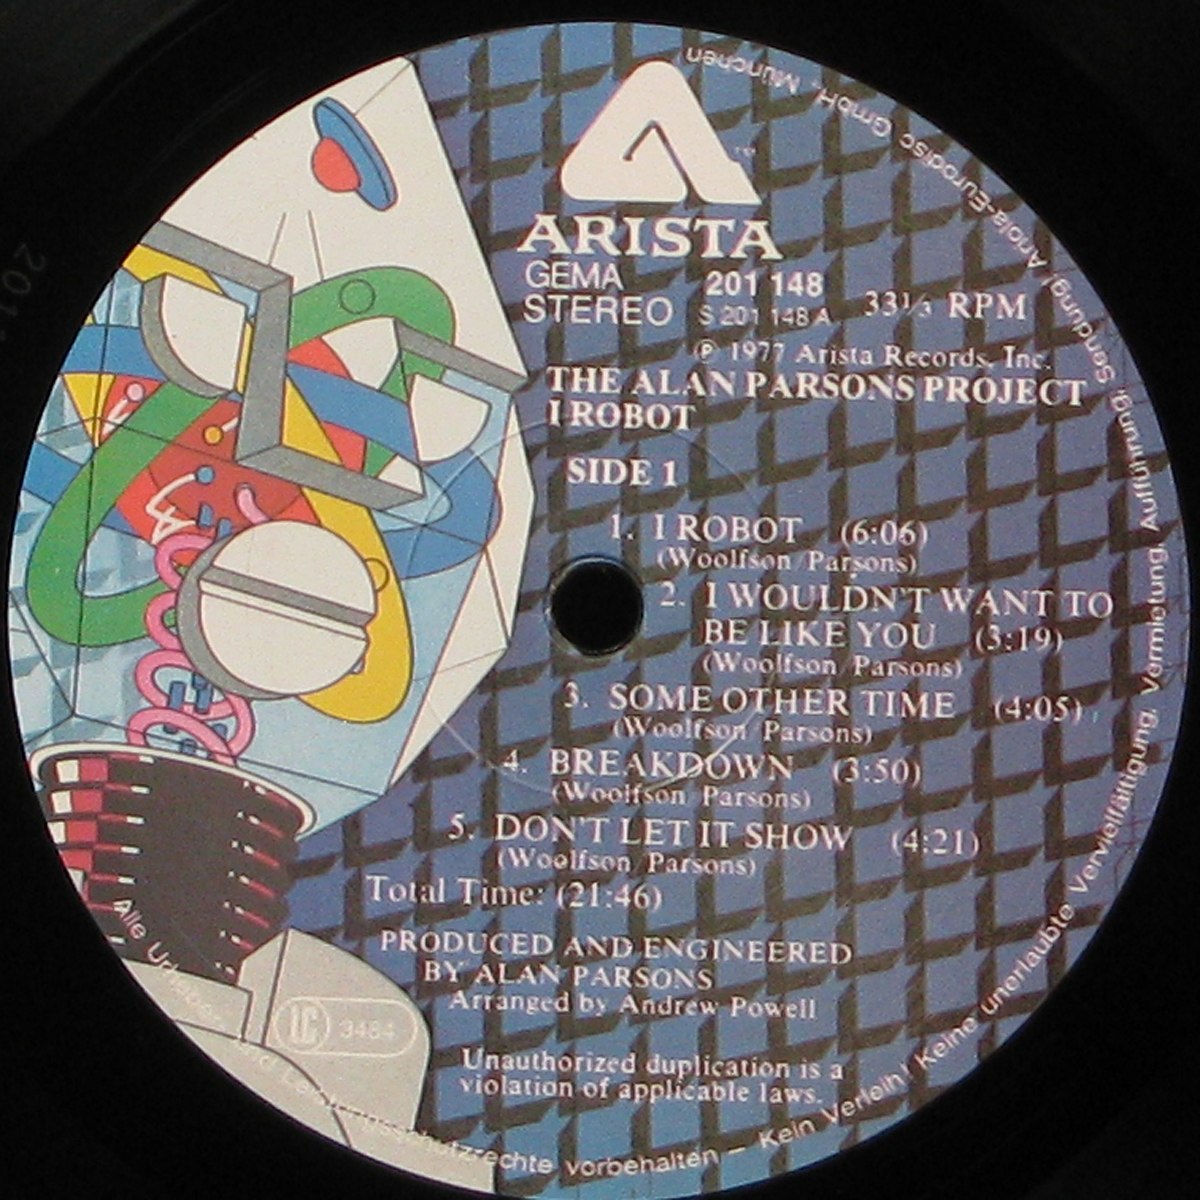 ARISTA
GEMA 201 148
STEREO S 201 148 A 33⅓ RPM
℗ 1977 Arista Records, Inc.
THE ALAN PARSONS PROJECT
I ROBOT
SIDE 1
1. I ROBOT (6:06)
(Woolfson/Parsons)
2. I WOULDN'T WANT TO
BE LIKE YOU (3:19)
(Woolfson/Parsons)
3. SOME OTHER TIME (4:05)
(Woolfson/Parsons)
4. BREAKDOWN (3:50)
(Woolfson/Parsons)
5. DON'T LET IT SHOW (4:21)
(Woolfson/Parsons)
Total Time: (21:46)
PRODUCED AND ENGINEERED
BY ALAN PARSONS
Arranged by Andrew Powell
LC 3484
Unauthorized duplication is a
violation of applicable laws.
Alle Urheber- und Leistungsschutzrechte vorbehalten – Kein Verleih! Keine unerlaubte Vervielfältigung, Vermietung, Aufführung, Sendung! Ariola-Eurodisc GmbH, München